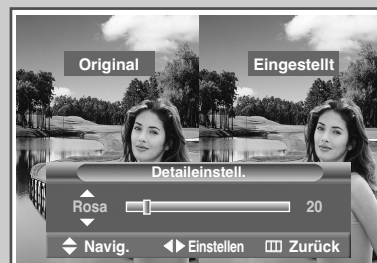 Original Eingestellt
Detaileinstell.
Rosa 20
Navig. Einstellen Zurück